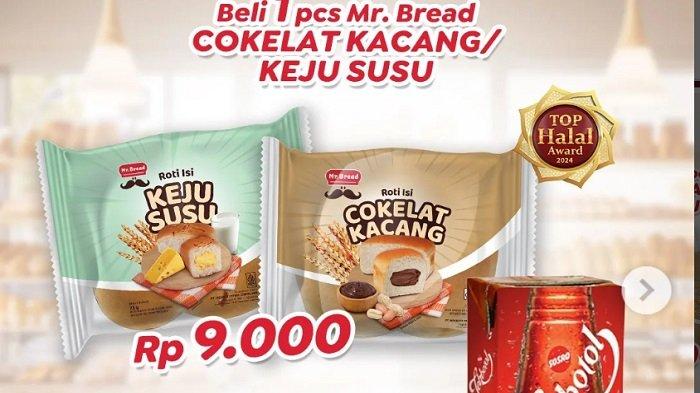 Beli 1 pcs Mr. Bread
COKELAT KACANG/
KEJU SUSU
TOP
Halal
Award
2024
Mr. Bread
Roti Isi
KEJU
SUSU
Mr. Bread
Roti Isi
COKELAT
KACANG
Rp 9.000
SOSRO